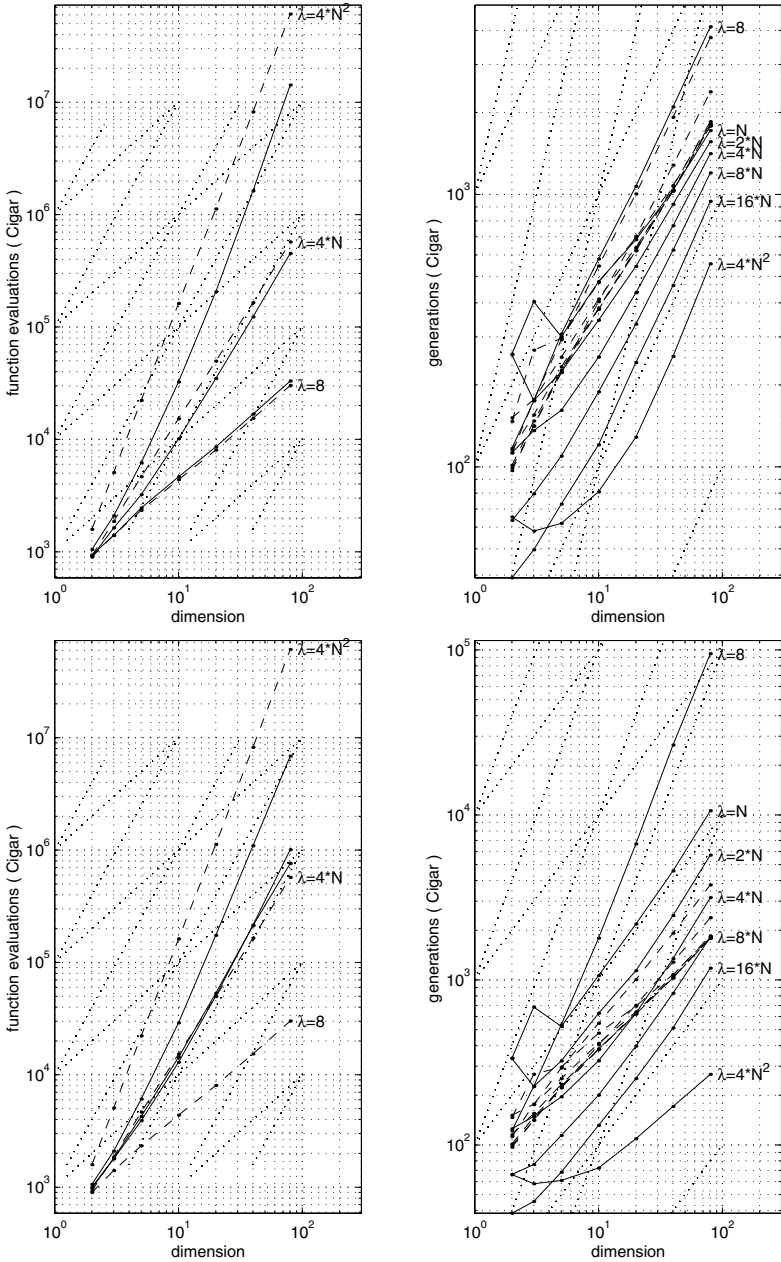 λ=4*N²
10⁷
10⁶
10⁵
10⁴
10³
λ=4*N
λ=8
function evaluations ( Cigar )
10⁰
10¹
10²
dimension
λ=8
λ=N
λ=2*N
λ=4*N
λ=8*N
λ=16*N
λ=4*N²
10³
10²
generations ( Cigar )
10⁰
10¹
10²
dimension
λ=4*N²
10⁷
10⁶
10⁵
10⁴
10³
λ=4*N
λ=8
function evaluations ( Cigar )
10⁰
10¹
10²
dimension
10⁵
10⁴
10³
10²
λ=8
λ=N
λ=2*N
λ=4*N
λ=8*N
λ=16*N
λ=4*N²
generations ( Cigar )
10⁰
10¹
10²
dimension